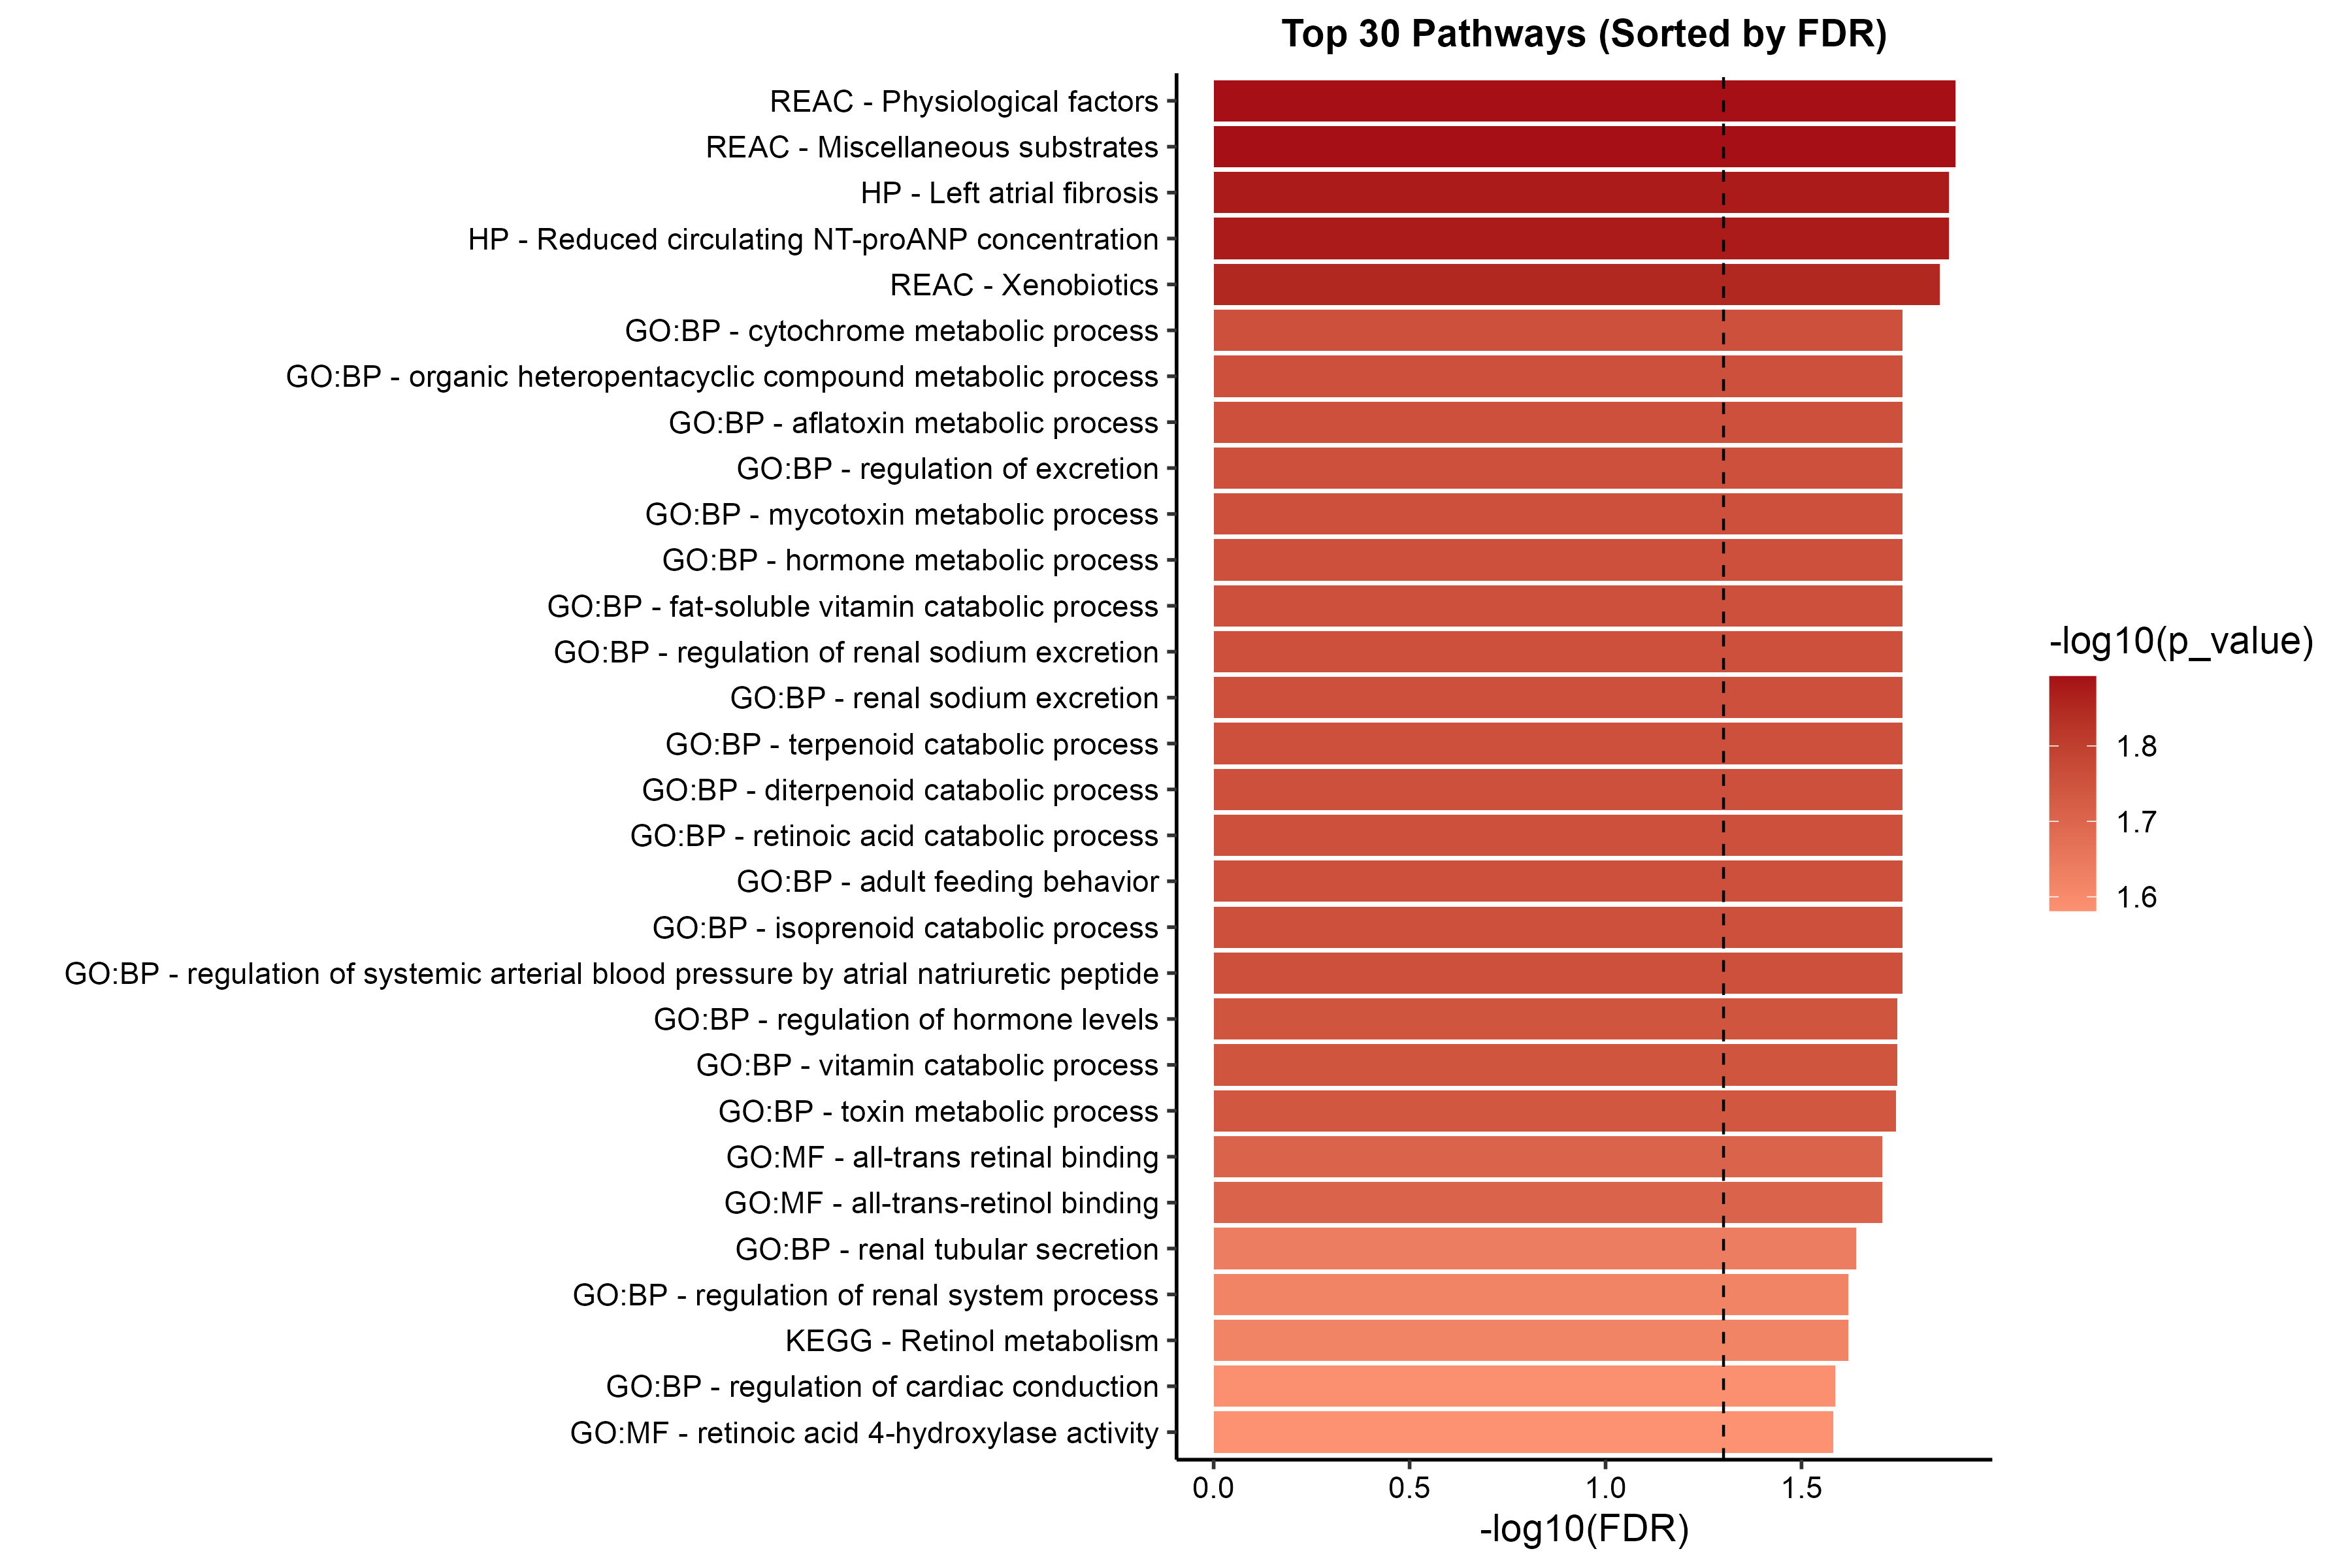 Top 30 Pathways (Sorted by FDR)
REAC - Physiological factors
REAC - Miscellaneous substrates
HP - Left atrial fibrosis
HP - Reduced circulating NT-proANP concentration
REAC - Xenobiotics
GO:BP - cytochrome metabolic process
GO:BP - organic heteropentacyclic compound metabolic process
GO:BP - aflatoxin metabolic process
GO:BP - regulation of excretion
GO:BP - mycotoxin metabolic process
GO:BP - hormone metabolic process
GO:BP - fat-soluble vitamin catabolic process
GO:BP - regulation of renal sodium excretion
GO:BP - renal sodium excretion
GO:BP - terpenoid catabolic process
GO:BP - diterpenoid catabolic process
GO:BP - retinoic acid catabolic process
GO:BP - adult feeding behavior
GO:BP - isoprenoid catabolic process
GO:BP - regulation of systemic arterial blood pressure by atrial natriuretic peptide
GO:BP - regulation of hormone levels
GO:BP - vitamin catabolic process
GO:BP - toxin metabolic process
GO:MF - all-trans retinal binding
GO:MF - all-trans-retinol binding
GO:BP - renal tubular secretion
GO:BP - regulation of renal system process
KEGG - Retinol metabolism
GO:BP - regulation of cardiac conduction
GO:MF - retinoic acid 4-hydroxylase activity
0.0 0.5 1.0 1.5
-log10(FDR)
-log10(p_value)
1.8
1.7
1.6